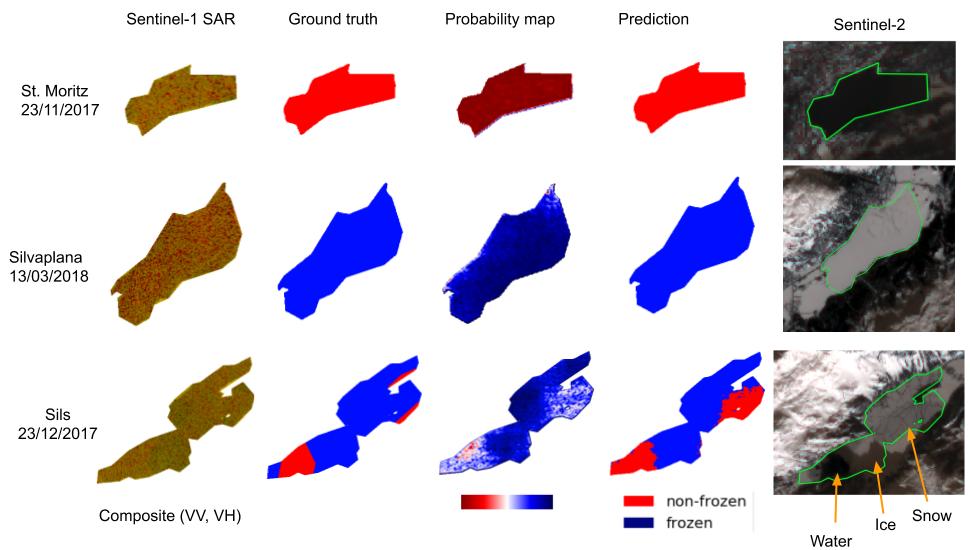 Sentinel-1 SAR
Ground truth
Probability map
Prediction
Sentinel-2
St. Moritz
23/11/2017
Silvaplana
13/03/2018
Sils
23/12/2017
Composite (VV, VH)
non-frozen
frozen
Water
Ice
Snow